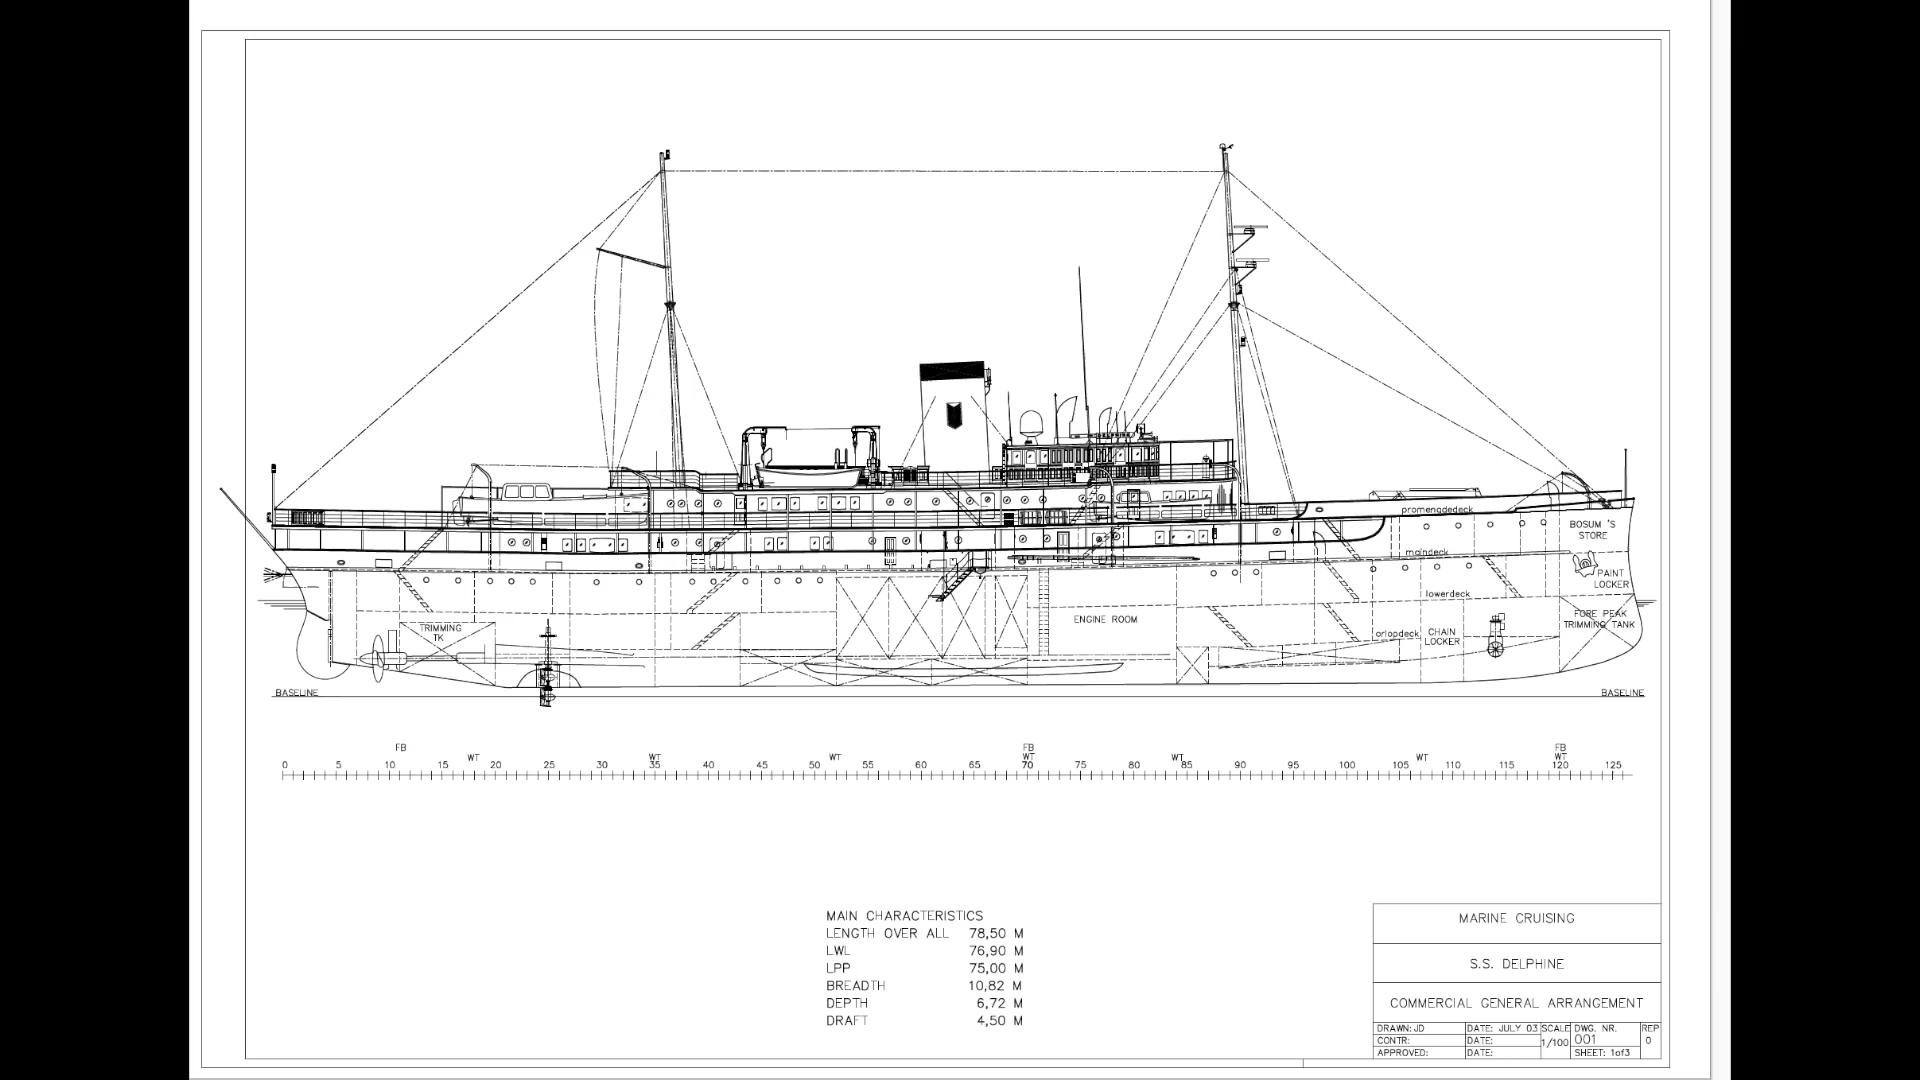 promenadedeck
BOSUM 'S
STORE
maindeck
PAINT
LOCKER
lowerdeck
FORE PEAK
TRIMMING TANK
TRIMMING
TK
ENGINE ROOM
orlopdeck
CHAIN
LOCKER
BASELINE
BASELINE
FB
FB
FB
WT
WT
WT
WT
WT
WT
WT
0 5 10 15 20 25 30 35 40 45 50 55 60 65 70 75 80 85 90 95 100 105 110 115 120 125
MAIN CHARACTERISTICS
LENGTH OVER ALL 78,50 M
LWL 76,90 M
LPP 75,00 M
BREADTH 10,82 M
DEPTH 6,72 M
DRAFT 4,50 M
MARINE CRUISING
S.S. DELPHINE
COMMERCIAL GENERAL ARRANGEMENT
DRAWN: JD DATE: JULY 03 SCALE DWG. NR. REP
CONTR: DATE: 1/100 001 0
APPROVED: DATE: SHEET: 1of3